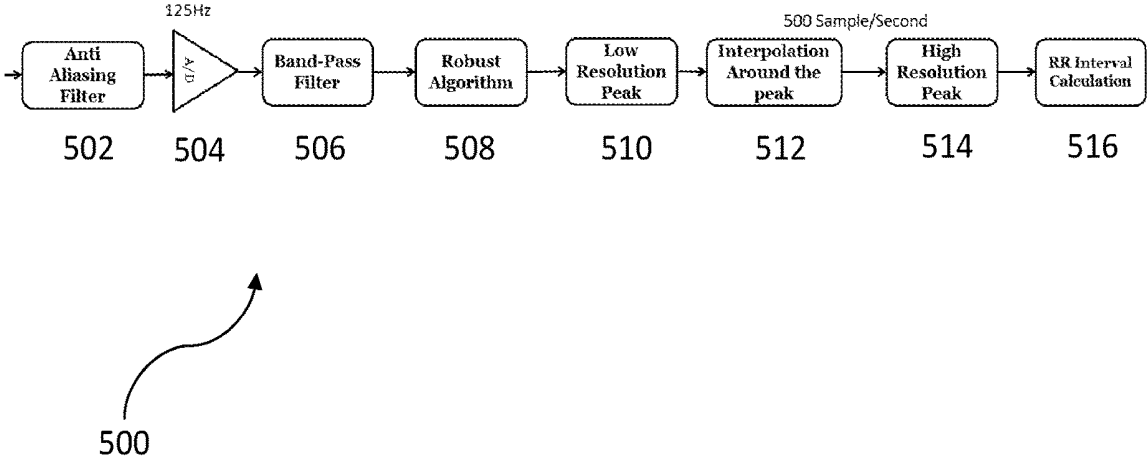 125Hz
500 Sample/Second
Anti
Aliasing
Filter
A/D
Band-Pass
Filter
Robust
Algorithm
Low
Resolution
Peak
Interpolation
Around the
peak
High
Resolution
Peak
RR Interval
Calculation
502
504
506
508
510
512
514
516
500